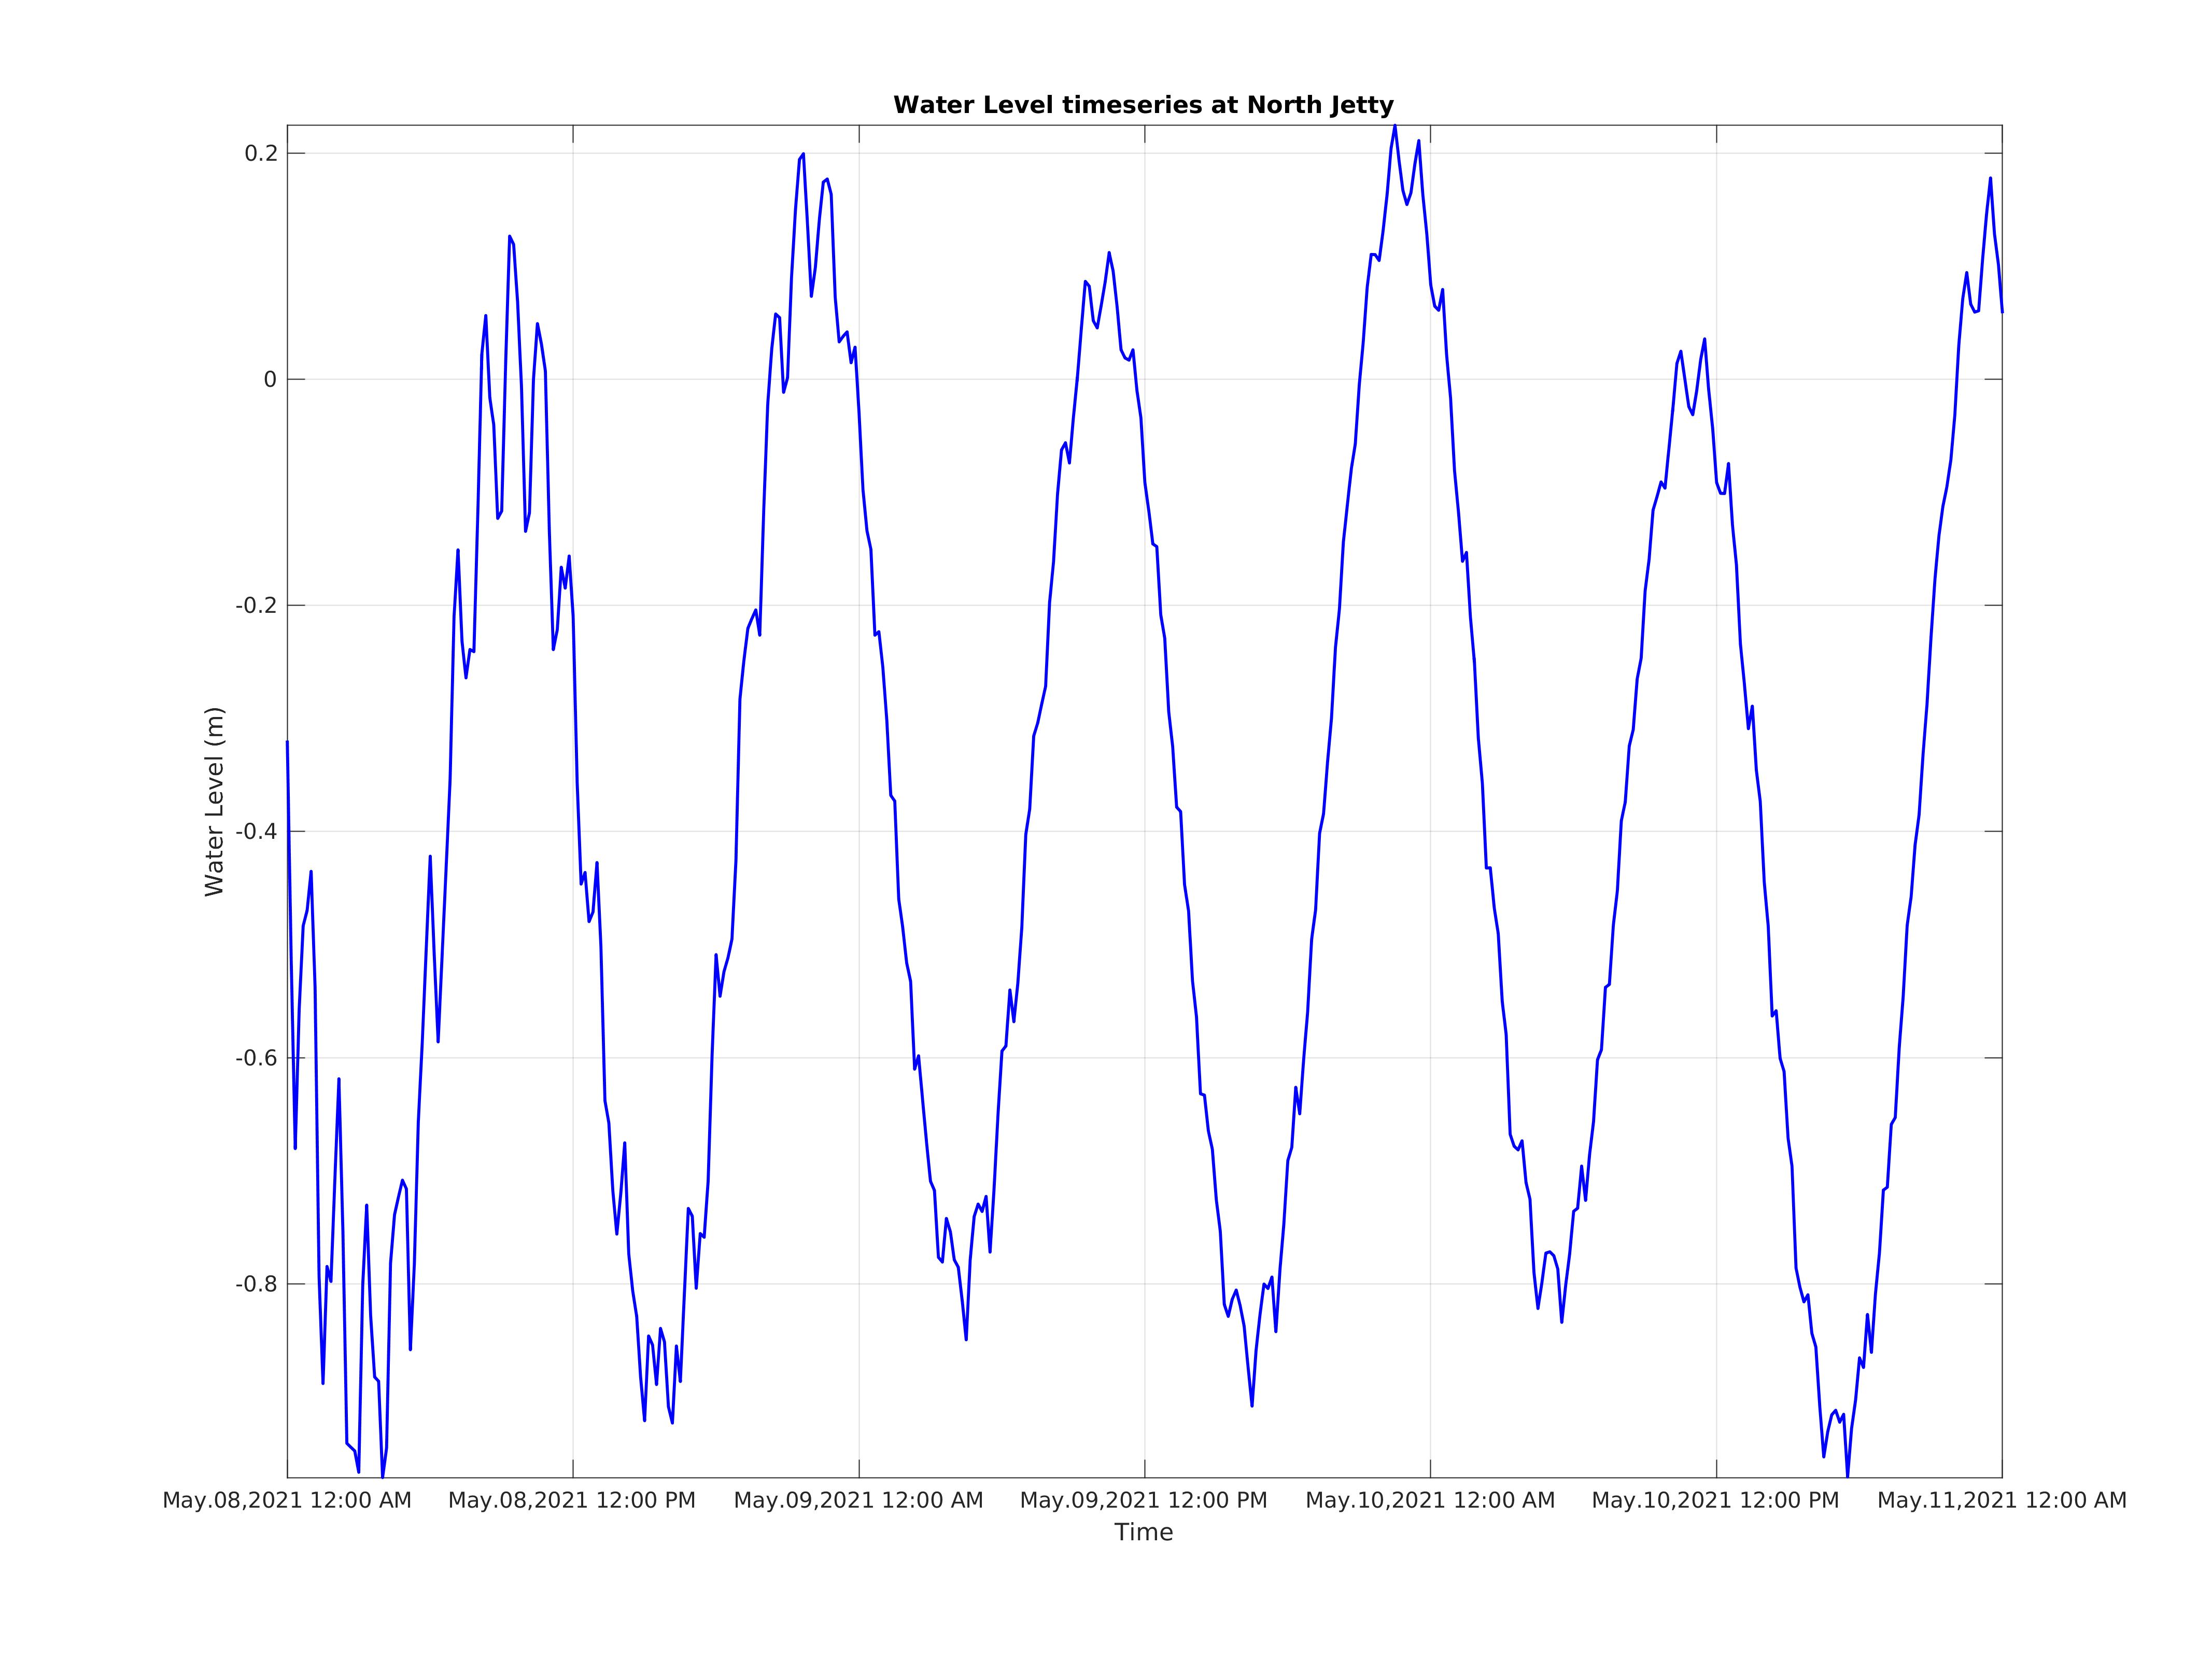 Water Level timeseries at North Jetty
0.2
0
-0.2
-0.4
-0.6
-0.8
Water Level (m)
May.08,2021 12:00 AM May.08,2021 12:00 PM May.09,2021 12:00 AM May.09,2021 12:00 PM May.10,2021 12:00 AM May.10,2021 12:00 PM May.11,2021 12:00 AM
Time